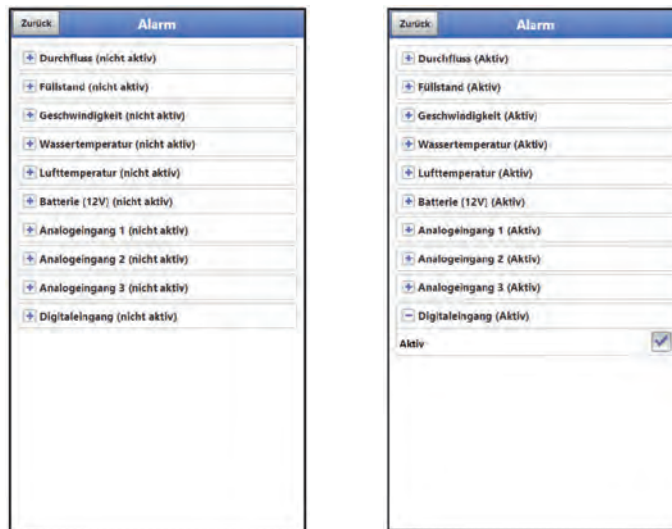 Zurück Alarm
Durchfluss (nicht aktiv)
Füllstand (nicht aktiv)
Geschwindigkeit (nicht aktiv)
Wassertemperatur (nicht aktiv)
Lufttemperatur (nicht aktiv)
Batterie (12V) (nicht aktiv)
Analogeingang 1 (nicht aktiv)
Analogeingang 2 (nicht aktiv)
Analogeingang 3 (nicht aktiv)
Digitaleingang (nicht aktiv)
Zurück Alarm
Durchfluss (Aktiv)
Füllstand (Aktiv)
Geschwindigkeit (Aktiv)
Wassertemperatur (Aktiv)
Lufttemperatur (Aktiv)
Batterie (12V) (Aktiv)
Analogeingang 1 (Aktiv)
Analogeingang 2 (Aktiv)
Analogeingang 3 (Aktiv)
Digitaleingang (Aktiv)
Aktiv